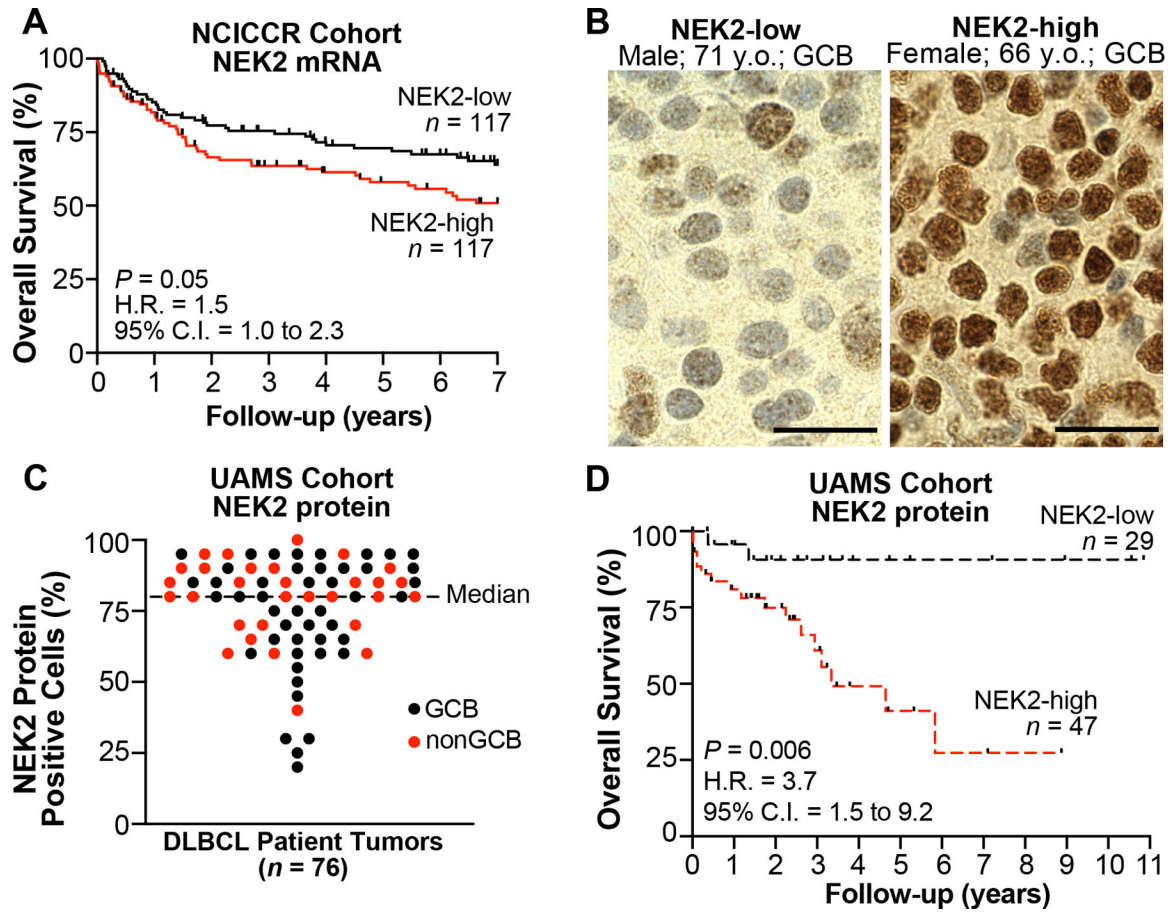 A
NCICCR Cohort
NEK2 mRNA
Overall Survival (%)
100
75
50
25
0
NEK2-low
n = 117
NEK2-high
n = 117
P = 0.05
H.R. = 1.5
95% C.I. = 1.0 to 2.3
0 1 2 3 4 5 6 7
Follow-up (years)
B
NEK2-low
Male; 71 y.o.; GCB
NEK2-high
Female; 66 y.o.; GCB
C
UAMS Cohort
NEK2 protein
NEK2 Protein
Positive Cells (%)
100
75
50
25
0
Median
GCB
nonGCB
DLBCL Patient Tumors
(n = 76)
D
UAMS Cohort
NEK2 protein
Overall Survival (%)
100
75
50
25
0
NEK2-low
n = 29
NEK2-high
n = 47
P = 0.006
H.R. = 3.7
95% C.I. = 1.5 to 9.2
0 1 2 3 4 5 6 7 8 9 10 11
Follow-up (years)